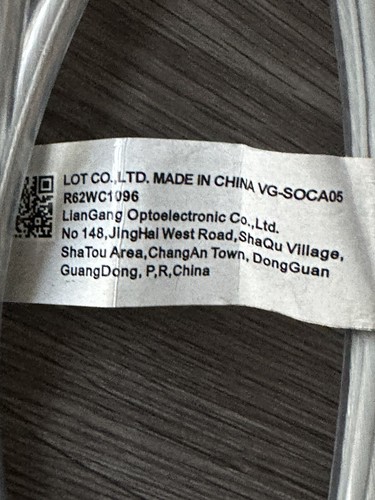 LOT CO.,LTD. MADE IN CHINA VG-SOCA05
R62WC1096
LianGang Optoelectronic Co.,Ltd.
No 148,JingHai West Road,ShaQu Village,
ShaTou Area,ChangAn Town, DongGuan
GuangDong, P,R,China